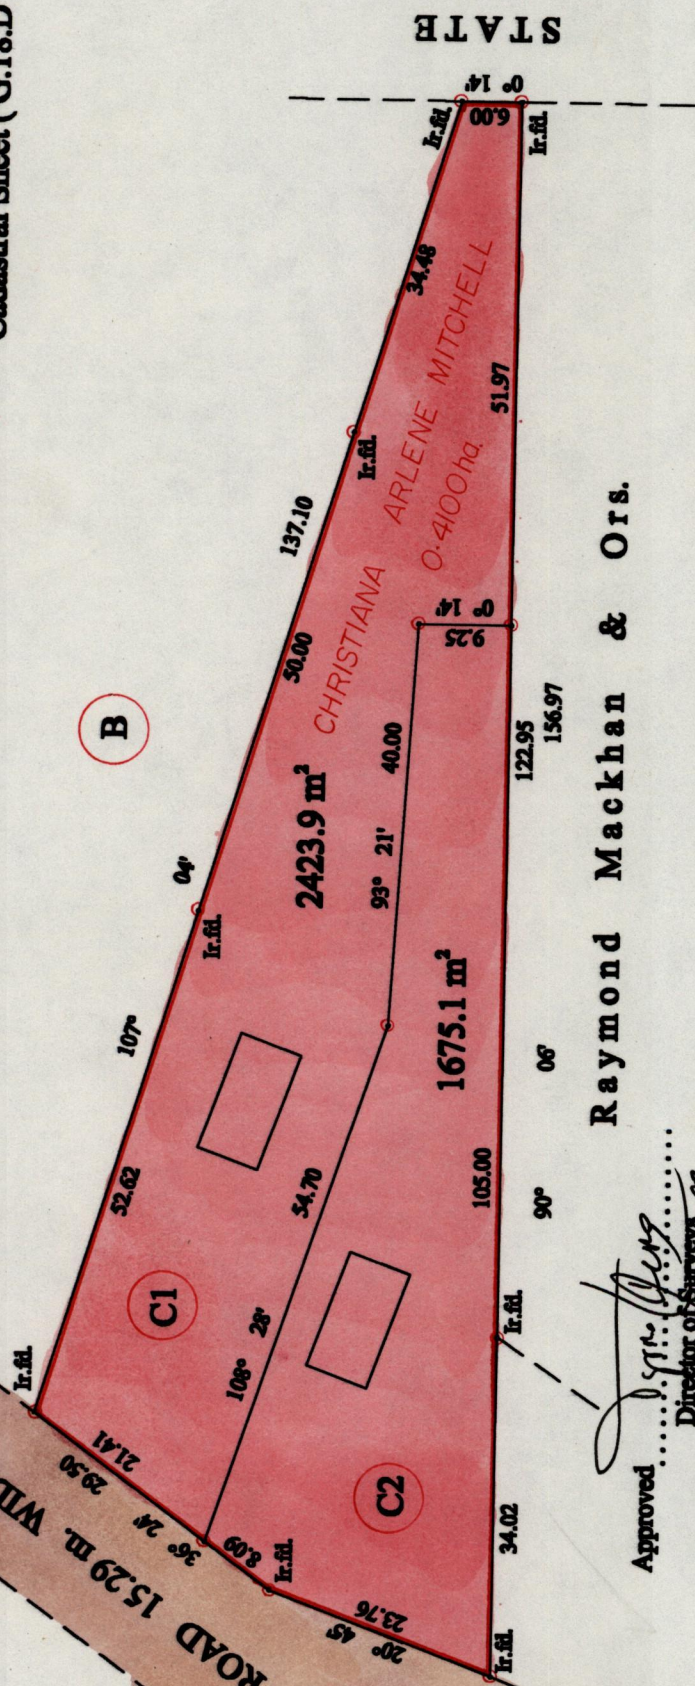 Cadastral Sheet ( G.18.D
STATE
0° 14'
6.00
Ir.fd.
Ir.fd.
34.48
CHRISTIANA ARLENE MITCHELL
0.4100ha.
51.97
Ir.fd.
137.10
50.00
B
107° 04'
Ir.fd.
0° 14'
9.25
40.00
93° 21'
2423.9 m²
1675.1 m²
122.95
156.97
Raymond Mackhan & Ors.
90° 06'
105.00
52.62
54.70
108° 28'
C1
C2
Ir.fd.
Ir.fd.
21.41
29.50
36° 24'
8.09
Ir.fd.
23.76
20° 45'
34.02
Ir.fd.
ROAD 15.29 m. WID
Approved
Director of Surveys